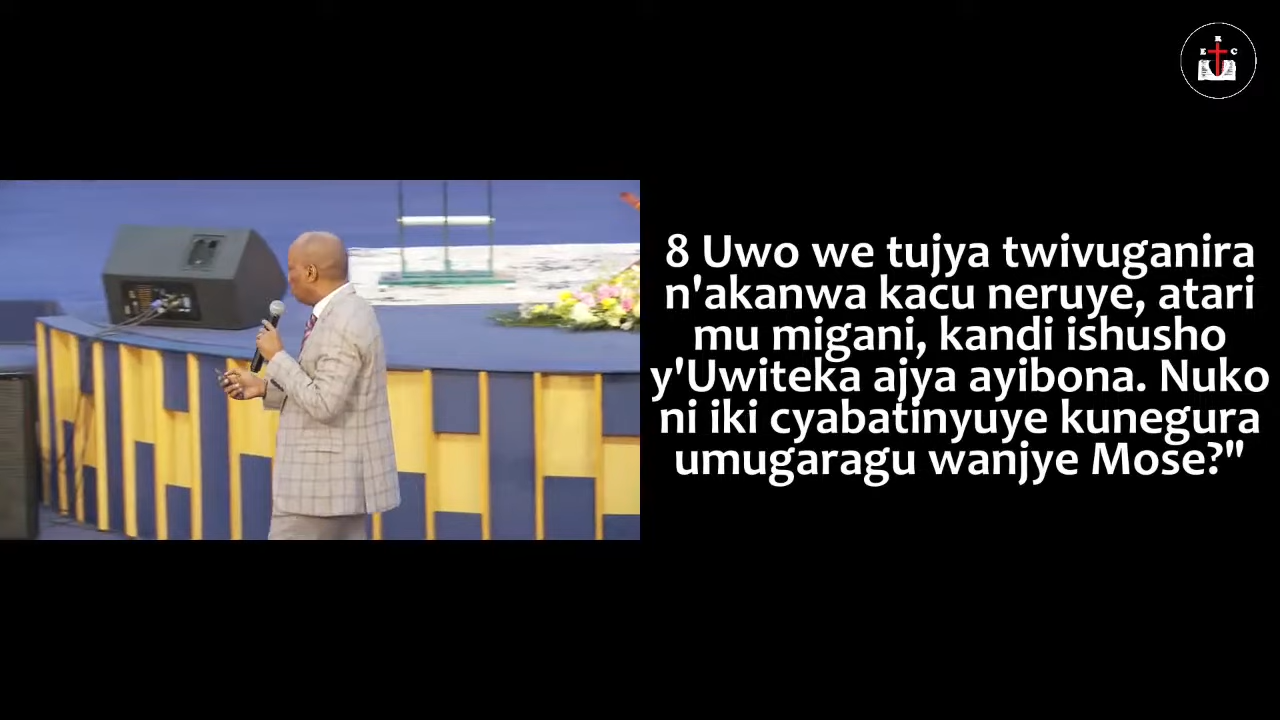 E R C
8 Uwo we tujya twivuganira
n'akanwa kacu neruye, atari
mu migani, kandi ishusho
y'Uwiteka ajya ayibona. Nuko
ni iki cyabatinyuye kunegura
umugaragu wanjye Mose?"